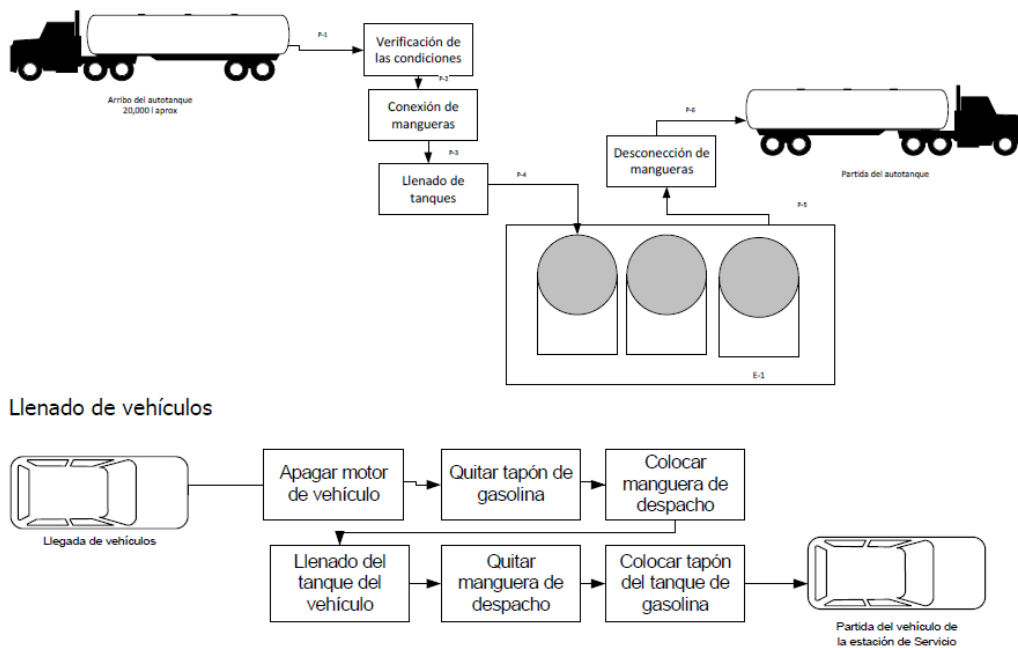 P-1
Verificación de
las condiciones
Arribo del autotanque
20,000 l aprox
P-2
Conexión de
mangueras
P-3
Llenado de
tanques
P-4
Desconección de
mangueras
P-6
Partida del autotanque
P-5
E-1
Llenado de vehículos
Llegada de vehículos
Apagar motor
de vehículo
Quitar tapón de
gasolina
Colocar
manguera de
despacho
Llenado del
tanque del
vehículo
Quitar
manguera de
despacho
Colocar tapón
del tanque de
gasolina
Partida del vehículo de
la estación de Servicio